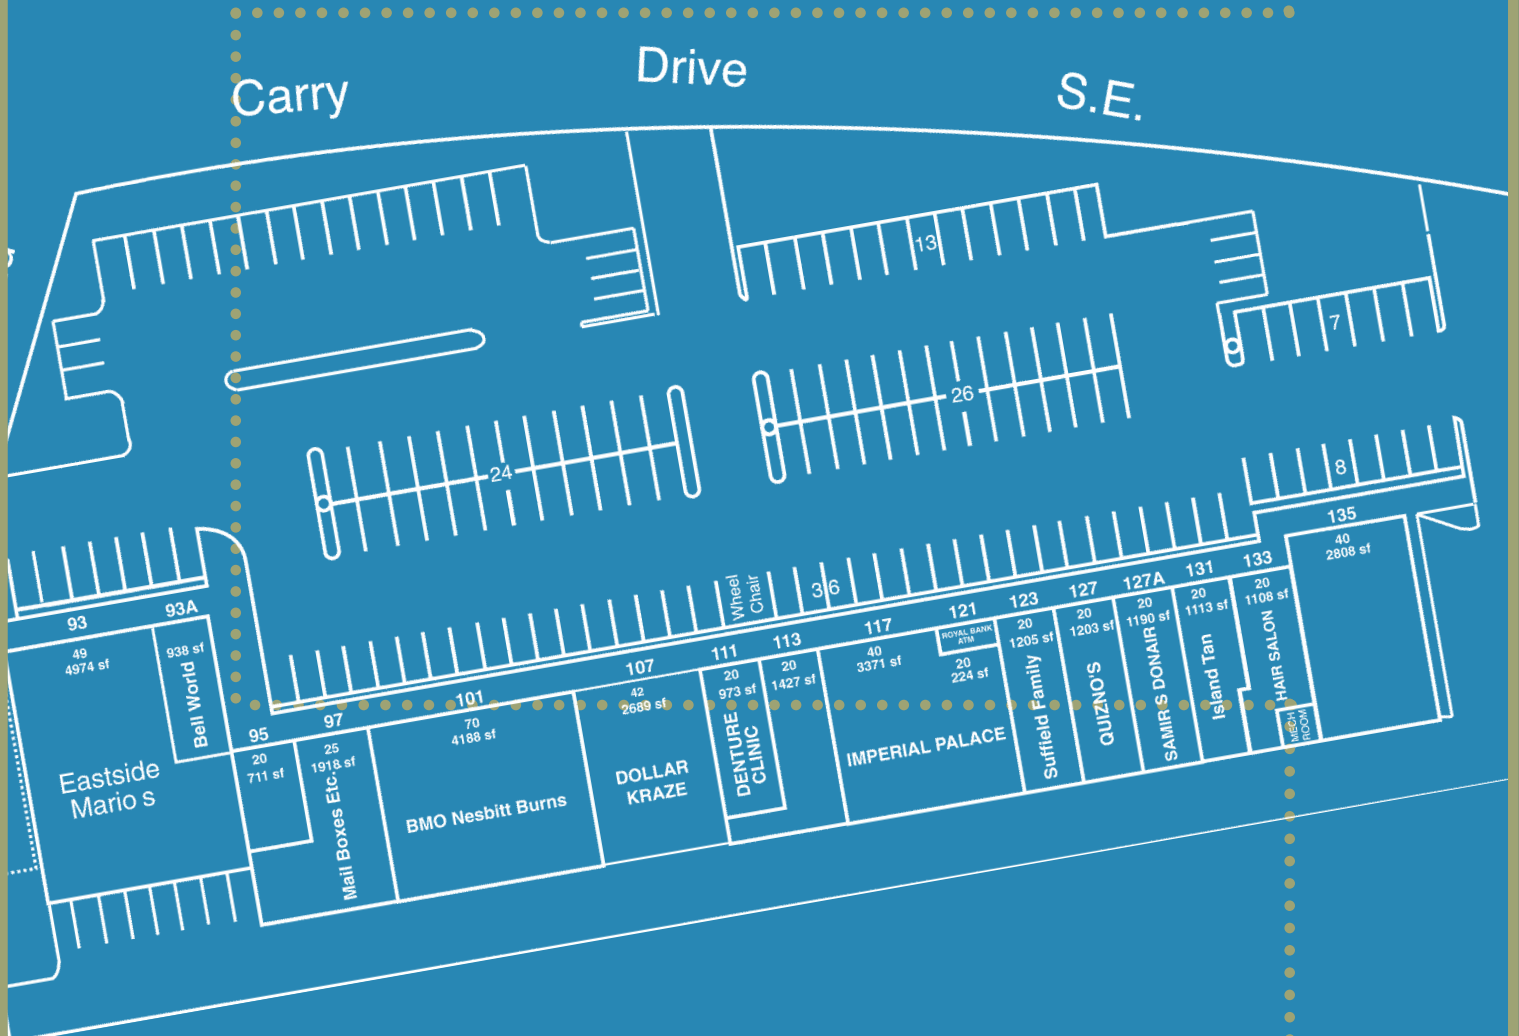 Carry Drive S.E.
13
7
26
24
8
36
Wheel
Chair
93
49
4974 sf
Eastside
Mario s
93A
938 sf
Bell World
95
20
711 sf
97
25
1918 sf
Mail Boxes Etc.
101
70
4188 sf
BMO Nesbitt Burns
107
42
2689 sf
DOLLAR
KRAZE
111
20
973 sf
DENTURE
CLINIC
113
20
1427 sf
117
40
3371 sf
IMPERIAL PALACE
121
ROYAL BANK
ATM
20
224 sf
123
20
1205 sf
Suffield Family
127
20
1203 sf
QUIZNO'S
127A
20
1190 sf
SAMIR'S DONAIR
131
20
1113 sf
Island Tan
133
20
1108 sf
HAIR SALON
MECH
ROOM
135
40
2808 sf